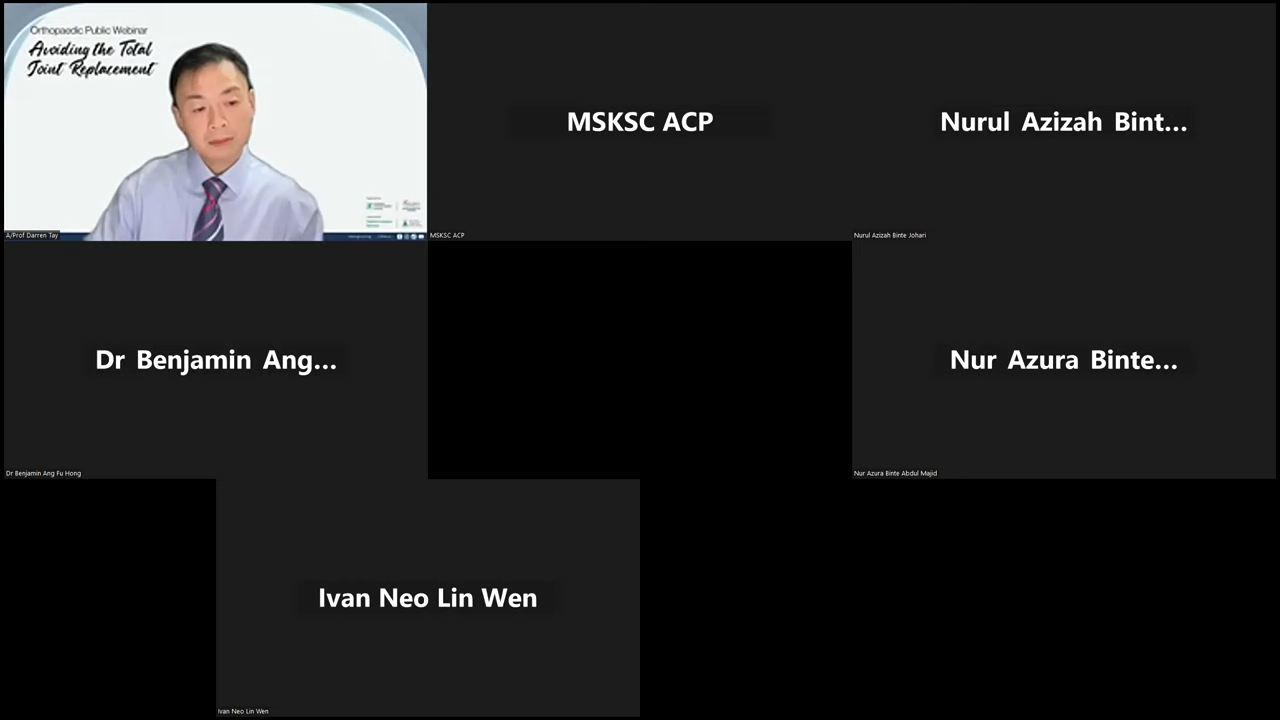 Orthopaedic Public Webinar
Avoiding the Total
Joint Replacement
A/Prof Darren Tay
MSKSC ACP
MSKSC ACP
Nurul Azizah Bint...
Nurul Azizah Binte Johari
Dr Benjamin Ang...
Dr Benjamin Ang Fu Hong
Nur Azura Binte...
Nur Azura Binte Abdul Majid
Ivan Neo Lin Wen
Ivan Neo Lin Wen